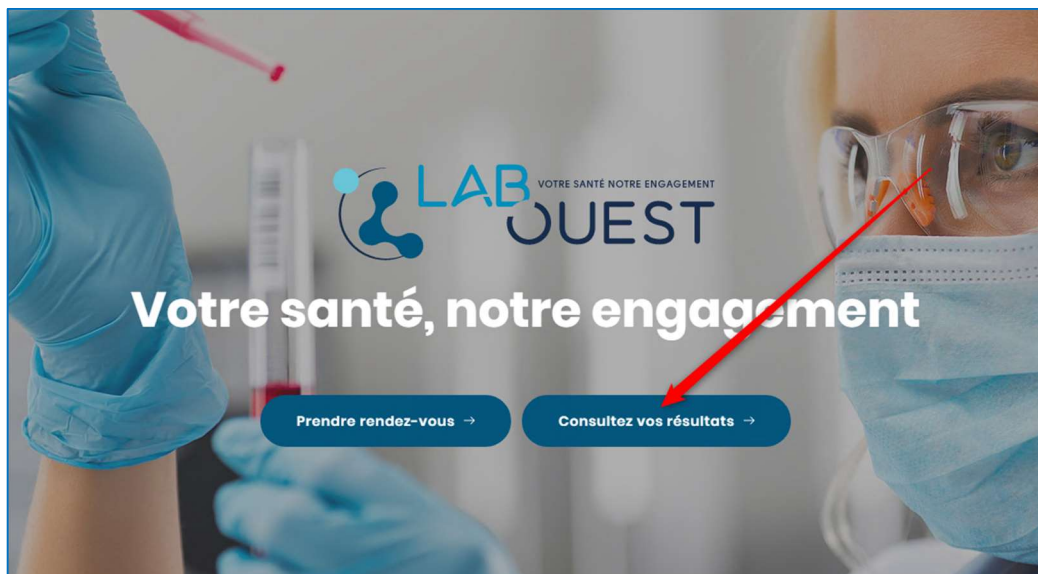 LAB
VOTRE SANTÉ NOTRE ENGAGEMENT
OUEST
Votre santé, notre engagement
Prendre rendez-vous →
Consultez vos résultats →